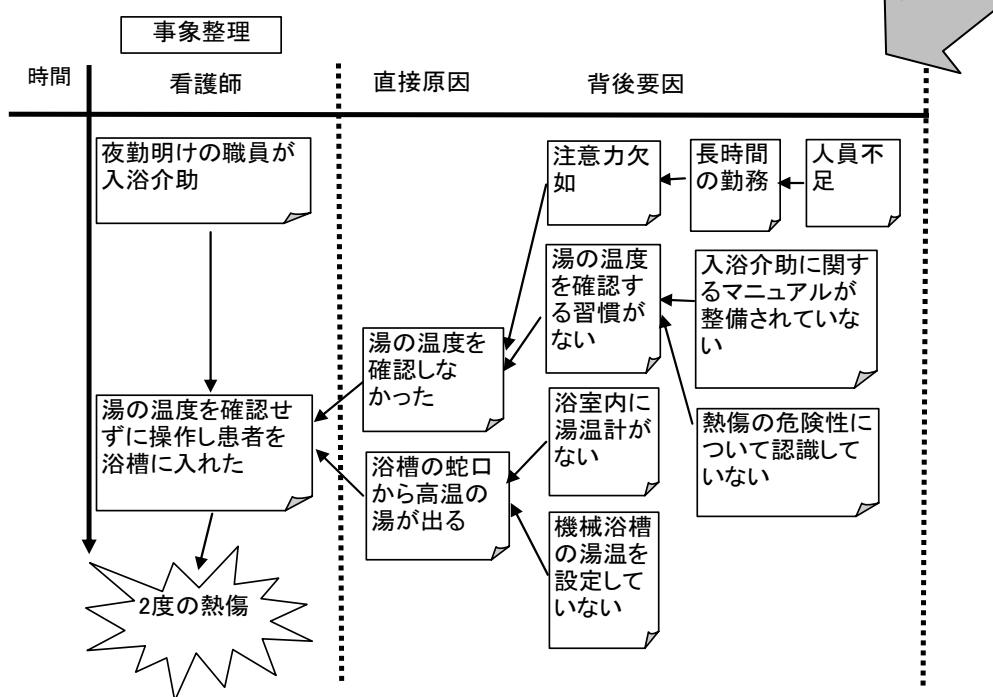 事象整理
時間
看護師
直接原因
背後要因
夜勤明けの職員が
入浴介助
注意力欠
如
長時間
の勤務
人員不
足
湯の温度
を確認す
る習慣が
ない
入浴介助に関す
るマニュアルが
整備されていな
い
湯の温度を
確認しな
かった
湯の温度を確認せ
ずに操作し患者を
浴槽に入れた
浴室内に
湯温計が
ない
熱傷の危険性に
ついて認識して
いない
浴槽の蛇口
から高温の
湯が出る
機械浴槽
の湯温を
設定して
いない
2度の熱傷